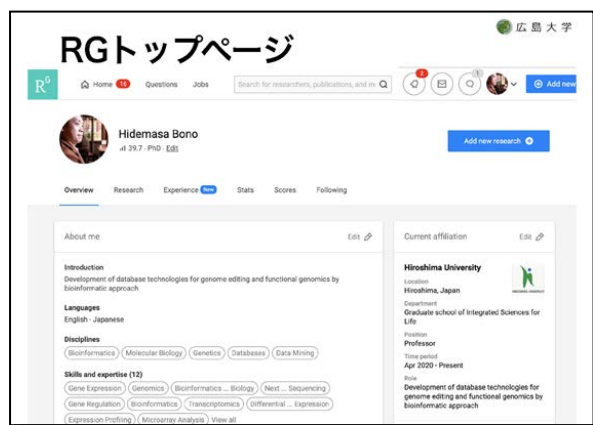 広島大学
RGトップページ
RG
Home 16 Questions Jobs
Search for researchers, publications, and m
2
1
Add new
Hidemasa Bono
39.7 · PhD · Edit
Add new research
Overview Research Experience New Stats Scores Following
About me Edit
Introduction
Development of database technologies for genome editing and functional genomics by
bioinformatic approach
Languages
English · Japanese
Disciplines
Bioinformatics Molecular Biology Genetics Databases Data Mining
Skills and expertise (12)
Gene Expression Genomics Bioinformatics ... Biology Next ... Sequencing
Gene Regulation Bioinformatics Transcriptomics Differential ... Expression
Expression Profiling Microarray Analysis View all
Current affiliation Edit
Hiroshima University
Location
Hiroshima, Japan
Department
Graduate school of Integrated Sciences for
Life
Position
Professor
Time period
Apr 2020 - Present
Role
Development of database technologies for
genome editing and functional genomics by
bioinformatic approach